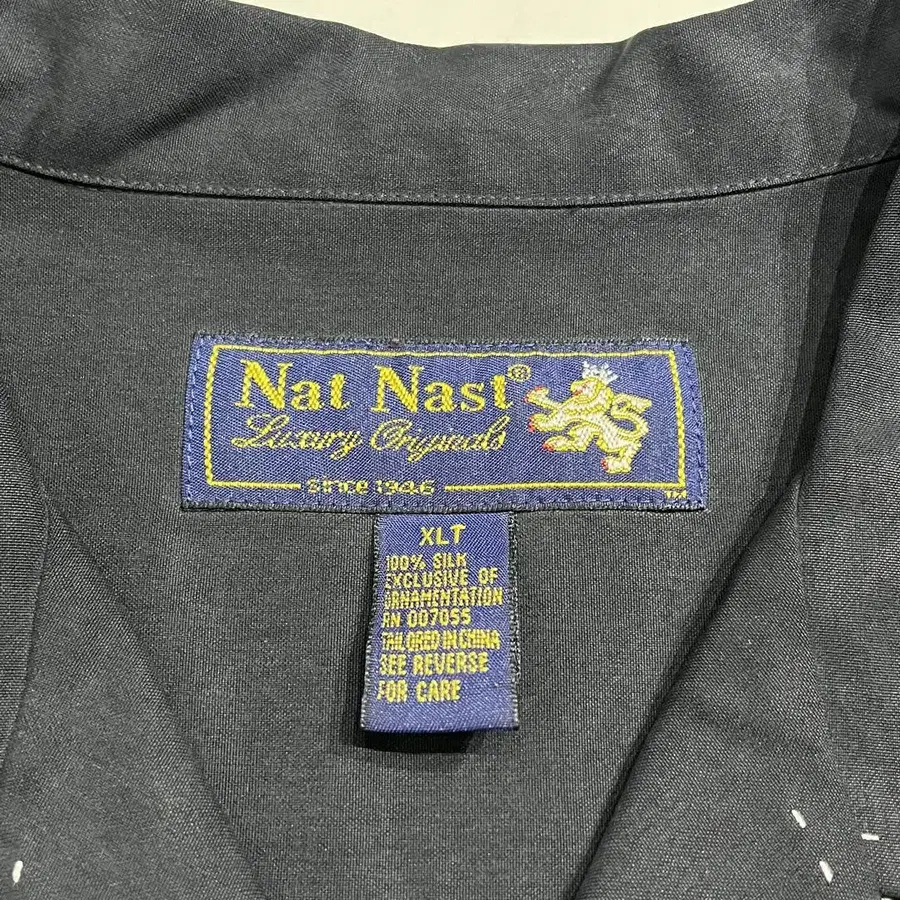 Nat Nast®
Luxury Originals
Since 1946
TM
XLT
100% SILK
EXCLUSIVE OF
ORNAMENTATION
RN 007055
TAILORED IN CHINA
SEE REVERSE
FOR CARE